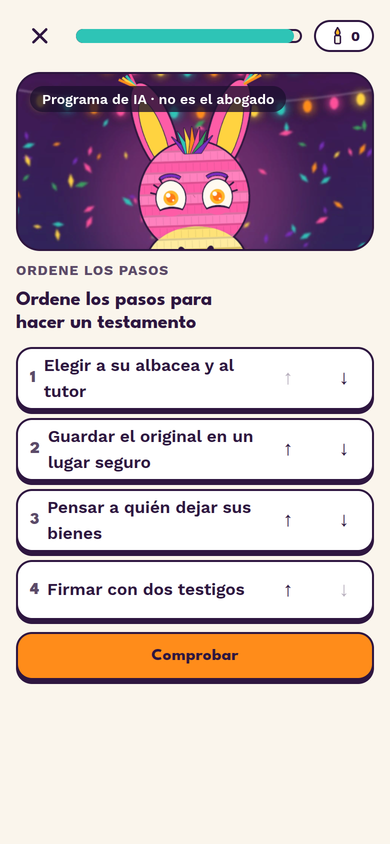 0
Programa de IA · no es el abogado
ORDENE LOS PASOS
Ordene los pasos para
hacer un testamento
1 Elegir a su albacea y al
tutor
↑ ↓
2 Guardar el original en un
lugar seguro
↑ ↓
3 Pensar a quién dejar sus
bienes
↑ ↓
4 Firmar con dos testigos
↑ ↓
Comprobar